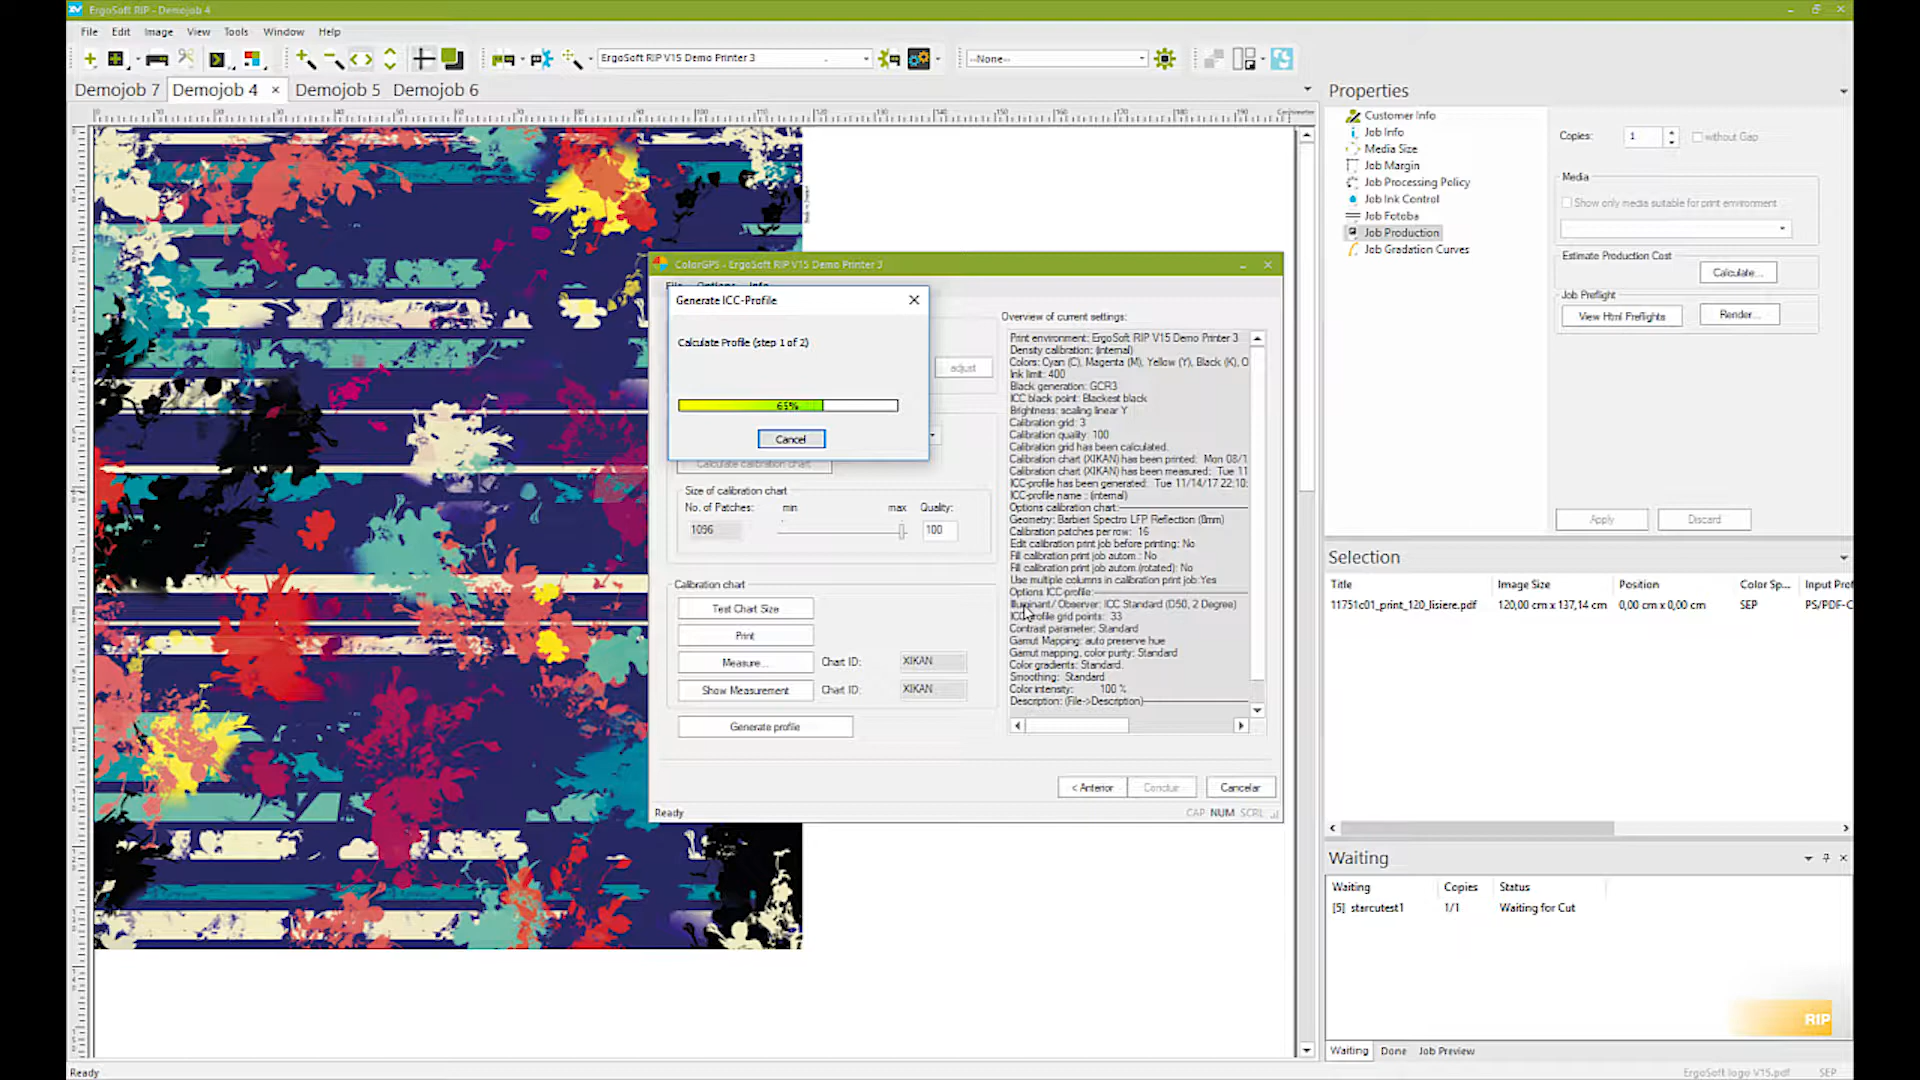 ErgoSoft RIP - Demojob 4
File Edit Image View Tools Window Help
ErgoSoft RIP V15 Demo Printer 3
--None--
Demojob 7 Demojob 4 × Demojob 5 Demojob 6
Centimeter
ColorGPS - ErgoSoft RIP V15 Demo Printer 3
File Options Info
Generate ICC-Profile
Calculate Profile (step 1 of 2)
65%
Cancel
adjust
Calculate calibration chart
Size of calibration chart
No. of Patches: min max Quality:
1096 100
Calibration chart
Test Chart Size
Print
Measure... Chart ID: XIKAN
Show Measurement Chart ID: XIKAN
Generate profile
Overview of current settings:
Print environment: ErgoSoft RIP V15 Demo Printer 3
Density calibration: (internal)
Colors: Cyan (C), Magenta (M), Yellow (Y), Black (K), O
Ink limit: 400
Black generation: GCR3
ICC black point: Blackest black
Brightness: scaling linear Y
Calibration grid: 3
Calibration quality: 100
Calibration grid has been calculated.
Calibration chart (XIKAN) has been printed: Mon 08/1
Calibration chart (XIKAN) has been measured: Tue 11
ICC-profile has been generated: Tue 11/14/17 22:10:
ICC-profile name : (internal)
Options calibration chart:
Geometry: Barbieri Spectro LFP Reflection (8mm)
Calibration patches per row: 16
Edit calibration print job before printing: No
Fill calibration print job autom.: No
Fill calibration print job autom (rotated): No
Use multiple columns in calibration print job:Yes
Options ICC-profile:
Illuminant/Observer: ICC Standard (D50, 2 Degree)
ICC-profile grid points: 33
Contrast parameter: Standard
Gamut Mapping: auto preserve hue
Gamut mapping, color purity: Standard
Color gradients: Standard.
Smoothing: Standard
Color intensity: 100 %
Description: (File->Description)
< Anterior Concluir Cancelar
Ready CAP NUM SCRL
Properties
Customer Info
Job Info
Media Size
Job Margin
Job Processing Policy
Job Ink Control
Job Fotoba
Job Production
Job Gradation Curves
Copies: 1 without Gap
Media
Show only media suitable for print environment
Estimate Production Cost
Calculate...
Job Preflight
View Html Preflights Render...
Apply Discard
Selection
Title Image Size Position Color Sp... Input Prof
11751c01_print_120_lisiere.pdf 120,00 cm x 137,14 cm 0,00 cm x 0,00 cm SEP PS/PDF-C
Waiting
Waiting Copies Status
[5] starcutest1 1/1 Waiting for Cut
RIP
Waiting Done Job Preview
Ready ErgoSoft logo V15.pdf SEP